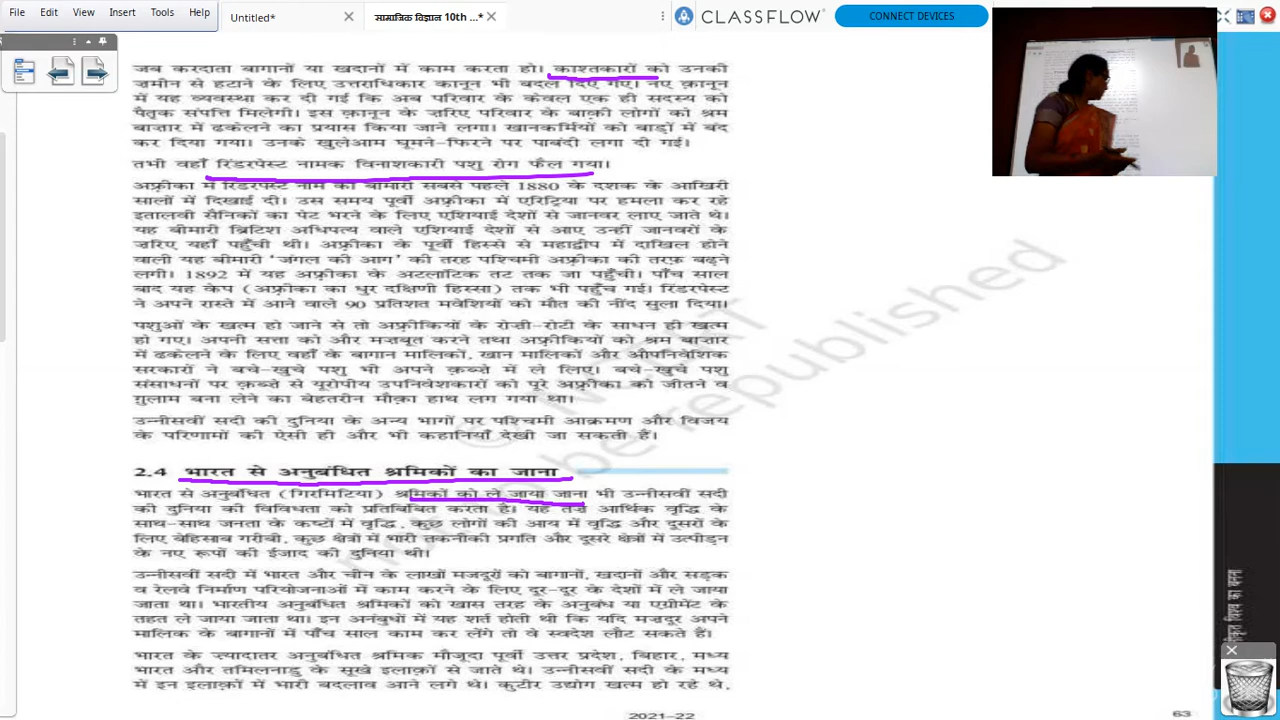 File Edit View Insert Tools Help
Untitled*
सामाजिक विज्ञान 10th ...*
CLASSFLOW
CONNECT DEVICES
जब करदाता बागानों या खदानों में काम करता हो। काश्तकारों को उनकी
ज़मीन से हटाने के लिए उत्तराधिकार कानून भी बदल दिए गए। नए क़ानून
में यह व्यवस्था कर दी गई कि अब परिवार के केवल एक ही सदस्य को
पैतृक संपत्ति मिलेगी। इस क़ानून के ज़रिए परिवार के बाक़ी लोगों को श्रम
बाज़ार में ढकेलने का प्रयास किया जाने लगा। खानकर्मियों को बाड़ों में बंद
कर दिया गया। उनके खुलेआम घूमने-फिरने पर पाबंदी लगा दी गई।
तभी वहाँ रिंडरपेस्ट नामक विनाशकारी पशु रोग फैल गया।
अफ़्रीका में रिंडरपेस्ट नाम की बीमारी सबसे पहले 1880 के दशक के आखिरी
सालों में दिखाई दी। उस समय पूर्वी अफ़्रीका में एरिट्रिया पर हमला कर रहे
इतालवी सैनिकों का पेट भरने के लिए एशियाई देशों से जानवर लाए जाते थे।
यह बीमारी ब्रिटिश अधिपत्य वाले एशियाई देशों से आए उन्हीं जानवरों के
ज़रिए यहाँ पहुँची थी। अफ़्रीका के पूर्वी हिस्से से महाद्वीप में दाखिल होने
वाली यह बीमारी 'जंगल की आग' की तरह पश्चिमी अफ़्रीका की तरफ़ बढ़ने
लगी। 1892 में यह अफ़्रीका के अटलांटिक तट तक जा पहुँची। पाँच साल
बाद यह केप (अफ़्रीका का धुर दक्षिणी हिस्सा) तक भी पहुँच गई। रिंडरपेस्ट
ने अपने रास्ते में आने वाले 90 प्रतिशत मवेशियों को मौत की नींद सुला दिया।
पशुओं के खत्म हो जाने से तो अफ़्रीकियों के रोज़ी-रोटी के साधन ही खत्म
हो गए। अपनी सत्ता को और मज़बूत करने तथा अफ़्रीकियों को श्रम बाज़ार
में ढकेलने के लिए वहाँ के बागान मालिकों, खान मालिकों और औपनिवेशिक
सरकारों ने बचे-खुचे पशु भी अपने क़ब्ज़े में ले लिए। बचे-खुचे पशु
संसाधनों पर क़ब्ज़े से यूरोपीय उपनिवेशकारों को पूरे अफ़्रीका को जीतने व
ग़ुलाम बना लेने का बेहतरीन मौक़ा हाथ लग गया था।
उन्नीसवीं सदी की दुनिया के अन्य भागों पर पश्चिमी आक्रमण और विजय
के परिणामों की ऐसी ही और भी कहानियाँ देखी जा सकती हैं।
2.4 भारत से अनुबंधित श्रमिकों का जाना
भारत से अनुबंधित (गिरमिटिया) श्रमिकों को ले जाया जाना भी उन्नीसवीं सदी
की दुनिया की विविधता को प्रतिबिंबित करता है। यह तेज़ आर्थिक वृद्धि के
साथ-साथ जनता के कष्टों में वृद्धि, कुछ लोगों की आय में वृद्धि और दूसरों के
लिए बेहिसाब गरीबी, कुछ क्षेत्रों में भारी तकनीकी प्रगति और दूसरे क्षेत्रों में उत्पीड़न
के नए रूपों की ईजाद की दुनिया थी।
उन्नीसवीं सदी में भारत और चीन के लाखों मजदूरों को बागानों, खदानों और सड़क
व रेलवे निर्माण परियोजनाओं में काम करने के लिए दूर-दूर के देशों में ले जाया
जाता था। भारतीय अनुबंधित श्रमिकों को खास तरह के अनुबंध या एग्रीमेंट के
तहत ले जाया जाता था। इन अनंबुधों में यह शर्त होती थी कि यदि मज़दूर अपने
मालिक के बागानों में पाँच साल काम कर लेंगे तो वे स्वदेश लौट सकते हैं।
भारत के ज़्यादातर अनुबंधित श्रमिक मौजूदा पूर्वी उत्तर प्रदेश, बिहार, मध्य
भारत और तमिलनाडु के सूखे इलाक़ों से जाते थे। उन्नीसवीं सदी के मध्य
में इन इलाक़ों में भारी बदलाव आने लगे थे। कुटीर उद्योग खत्म हो रहे थे,
2021-22
63
be republished